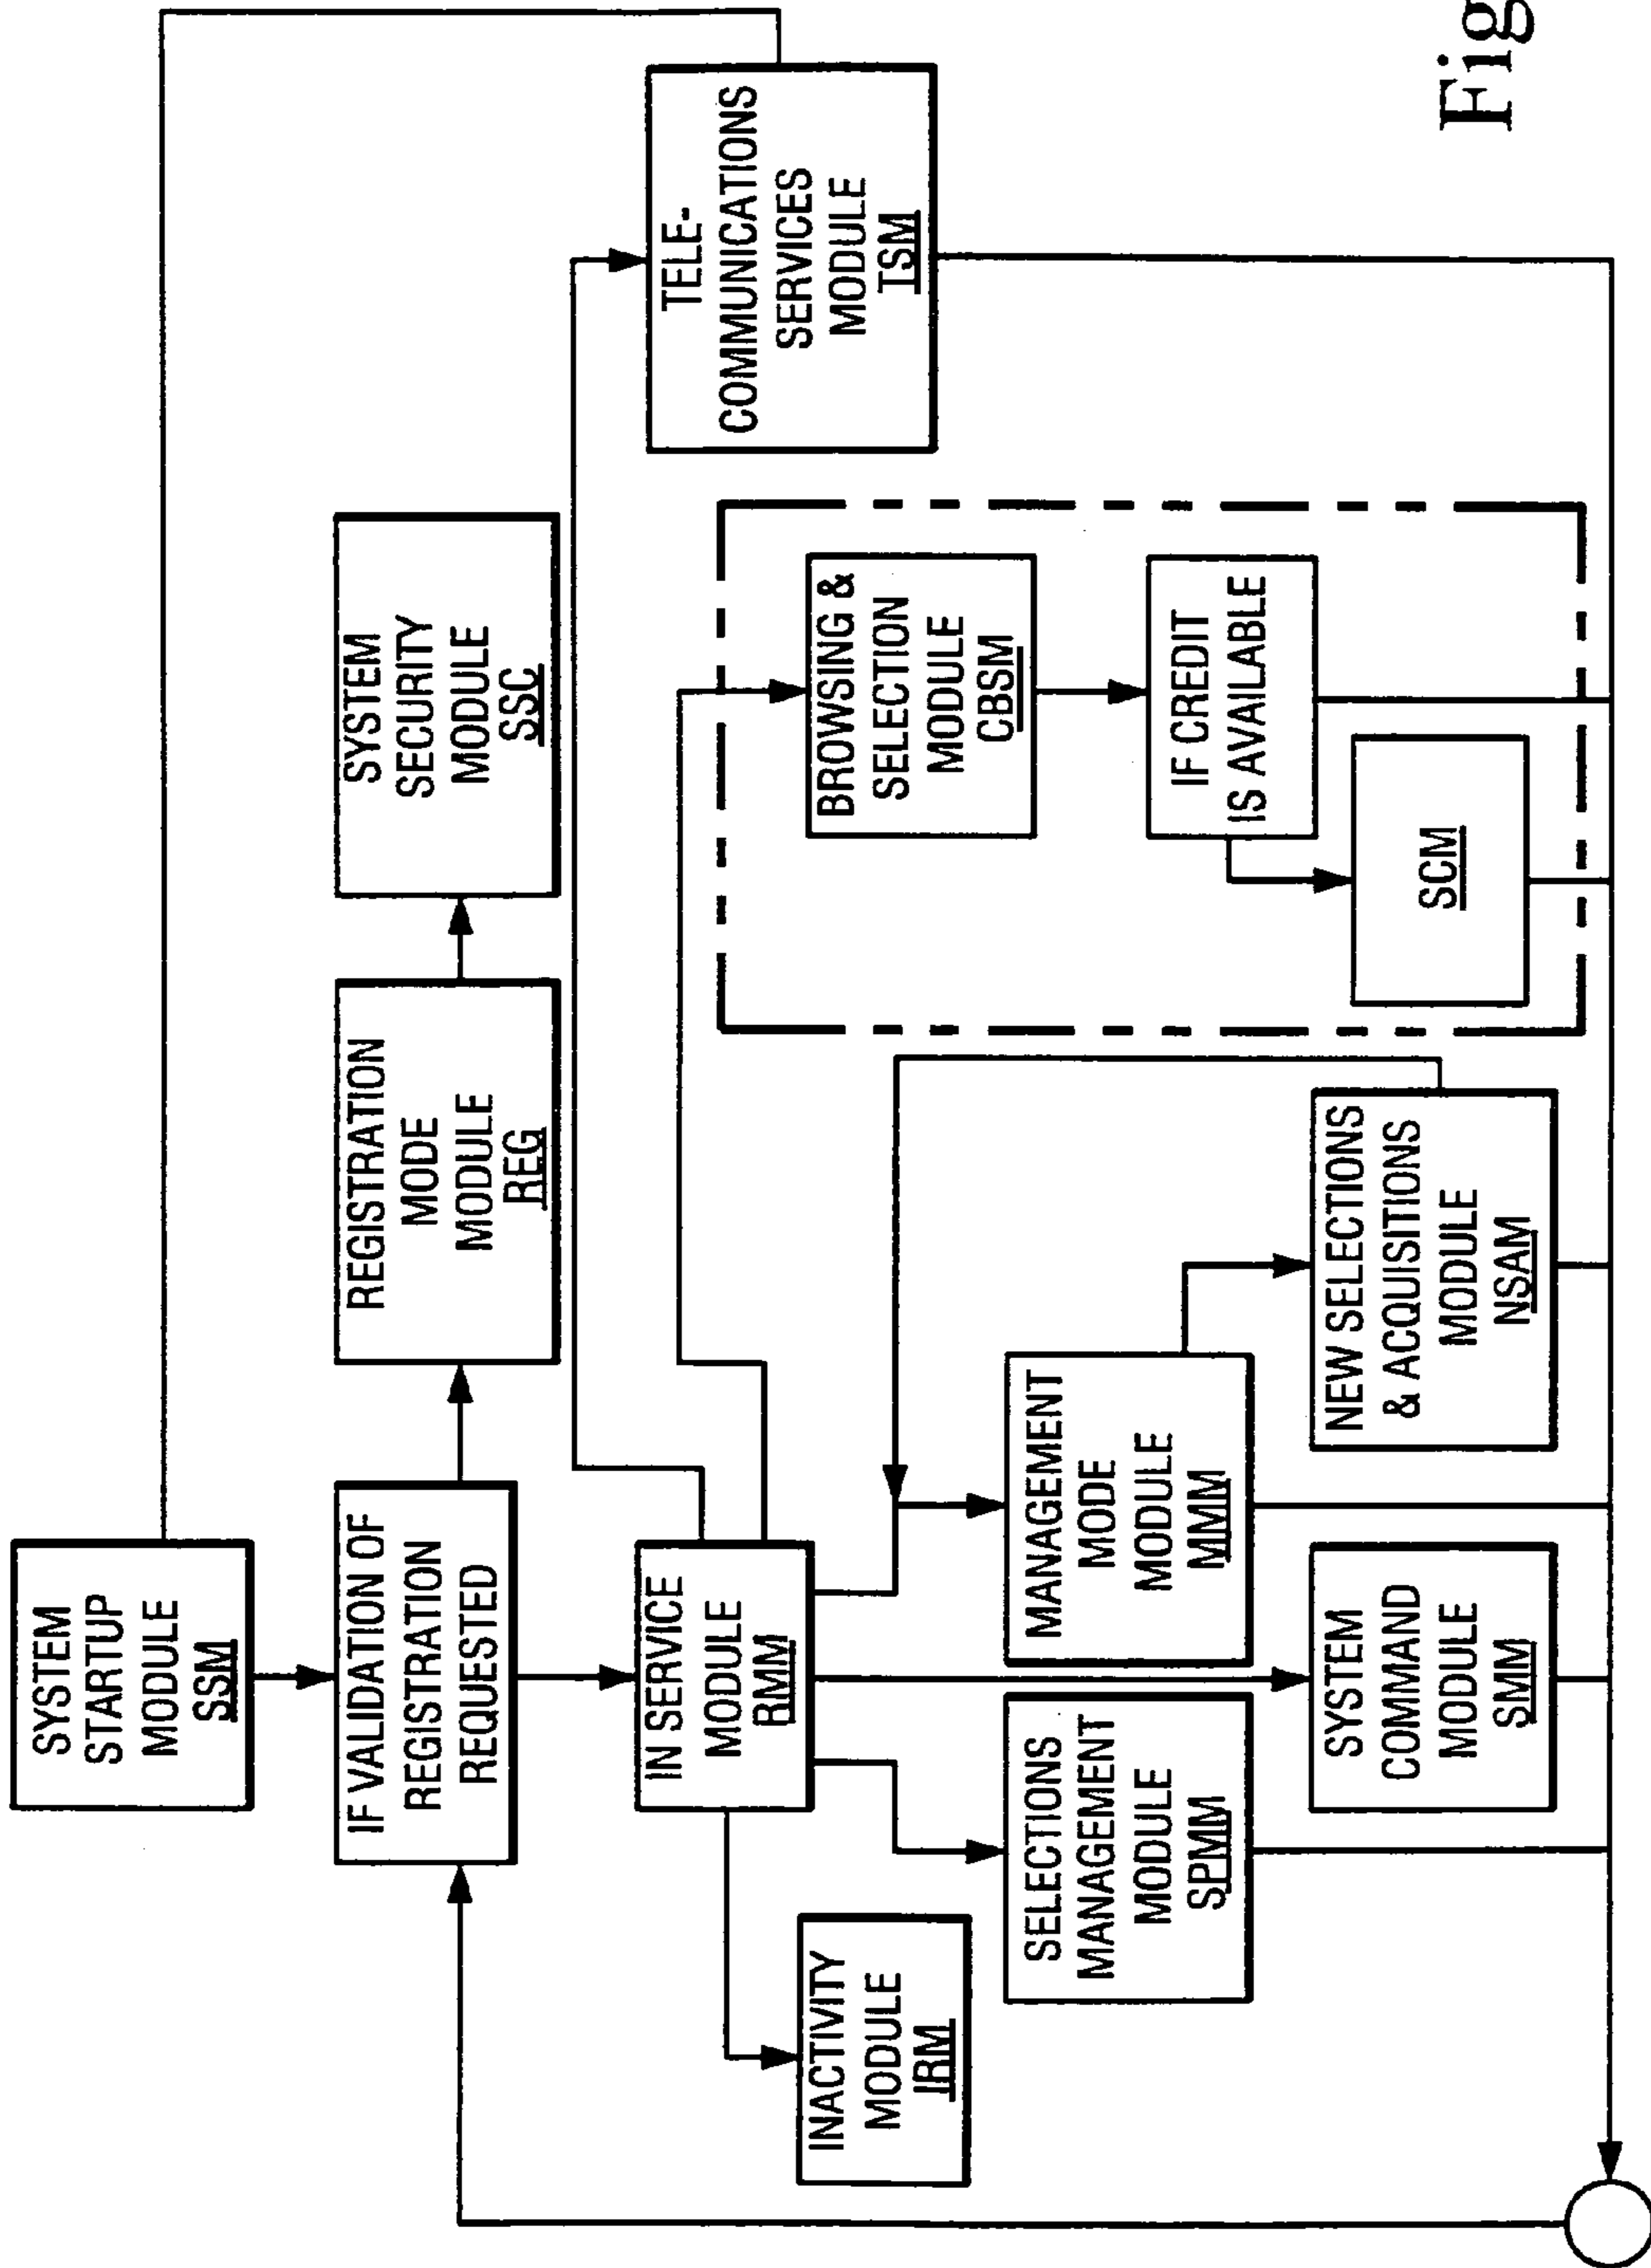 SYSTEM
STARTUP
MODULE
SSM
IF VALIDATION OF
REGISTRATION
REQUESTED
REGISTRATION
MODE
MODULE
REG
SYSTEM
SECURITY
MODULE
SSC
IN SERVICE
MODULE
RMM
TELE-
COMMUNICATIONS
SERVICES
MODULE
TSM
INACTIVITY
MODULE
IRM
SELECTIONS
MANAGEMENT
MODULE
SPMM
MANAGEMENT
MODE
MODULE
MMM
BROWSING &
SELECTION
MODULE
CBSM
IF CREDIT
IS AVAILABLE
SCM
SYSTEM
COMMAND
MODULE
SMM
NEW SELECTIONS
& ACQUISITIONS
MODULE
NSAM
Fig